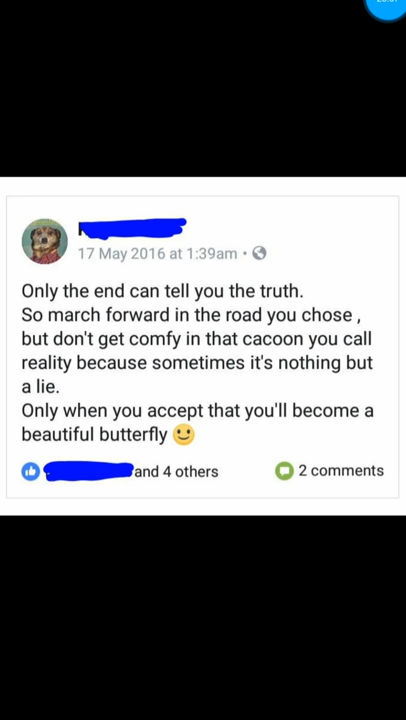 17 May 2016 at 1:39am •
Only the end can tell you the truth.
So march forward in the road you chose ,
but don't get comfy in that cacoon you call
reality because sometimes it's nothing but
a lie.
Only when you accept that you'll become a
beautiful butterfly 🙂
and 4 others
2 comments